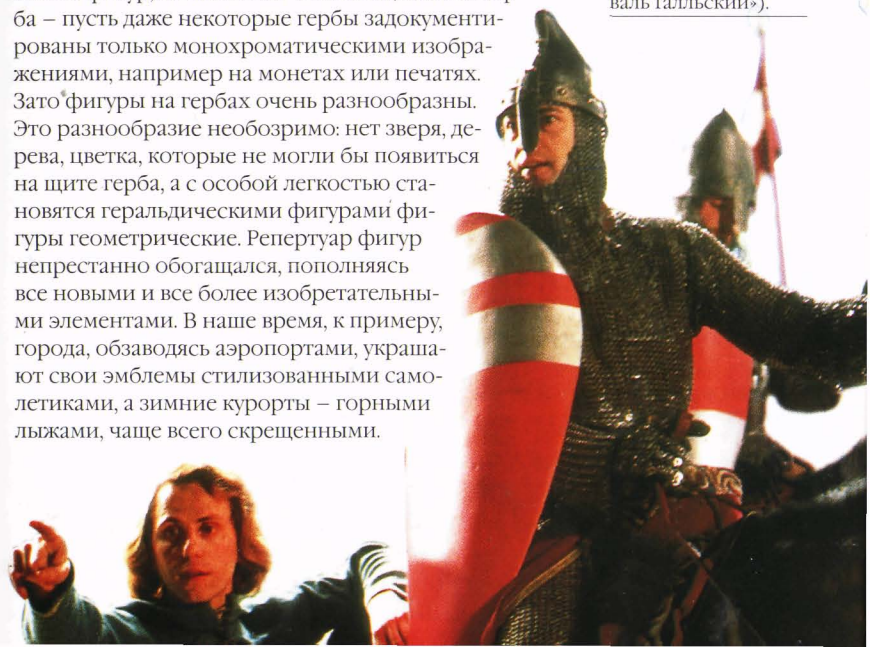 ба – пусть даже некоторые гербы задокументи-
рованы только монохроматическими изобра-
жениями, например на монетах или печатях.
Зато фигуры на гербах очень разнообразны.
Это разнообразие необозримо: нет зверя, де-
рева, цветка, которые не могли бы появиться
на щите герба, а с особой легкостью ста-
новятся геральдическими фигурами фи-
гуры геометрические. Репертуар фигур
непрестанно обогащался, пополняясь
все новыми и все более изобретательны-
ми элементами. В наше время, к примеру,
города, обзаводясь аэропортами, украша-
ют свои эмблемы стилизованными само-
летиками, а зимние курорты – горными
лыжами, чаще всего скрещенными.
валь Галльский»).